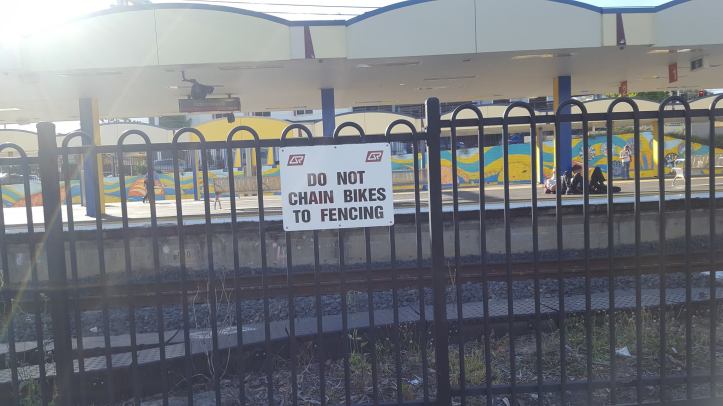 DO NOT
CHAIN BIKES
TO FENCING